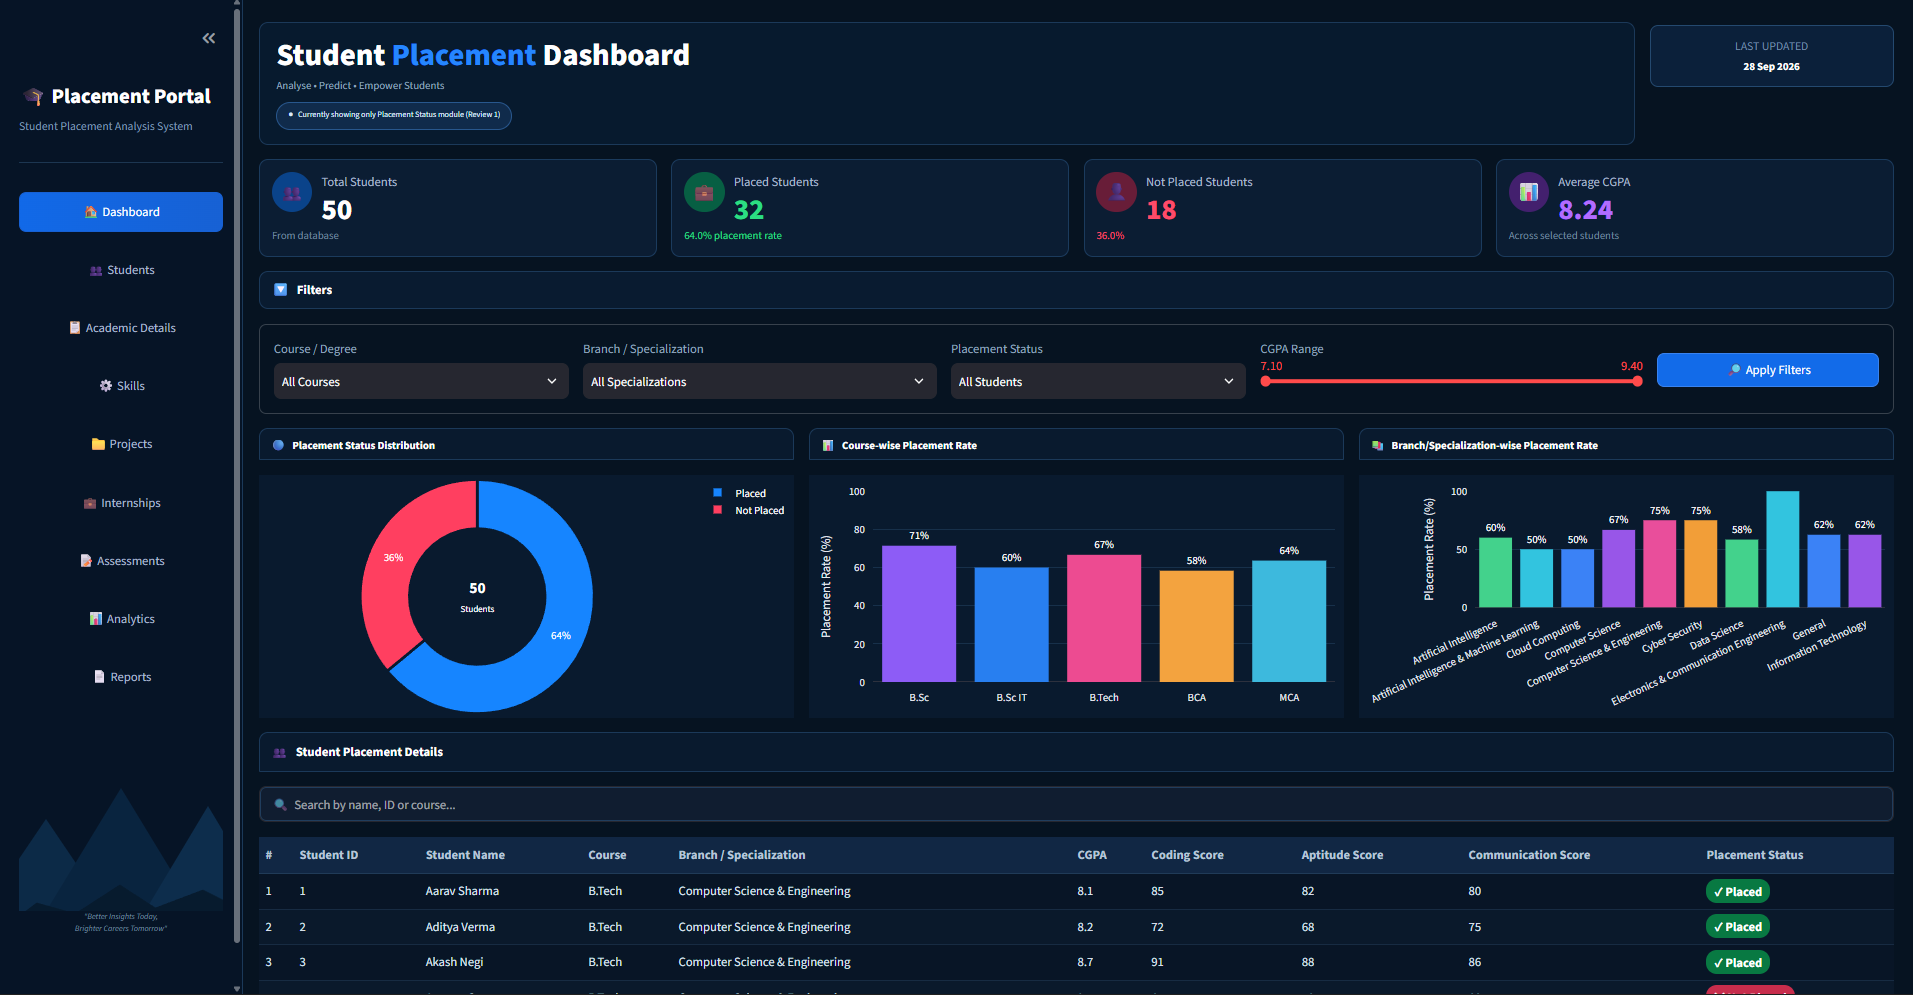 Placement Portal
Student Placement Analysis System
Dashboard
Students
Academic Details
Skills
Projects
Internships
Assessments
Analytics
Reports
"Better Insights Today,
Brighter Careers Tomorrow"
Student Placement Dashboard
Analyse • Predict • Empower Students
Currently showing only Placement Status module (Review 1)
LAST UPDATED
28 Sep 2026
Total Students
50
From database
Placed Students
32
64.0% placement rate
Not Placed Students
18
36.0%
Average CGPA
8.24
Across selected students
Filters
Course / Degree
All Courses
Branch / Specialization
All Specializations
Placement Status
All Students
CGPA Range
7.10 9.40
Apply Filters
Placement Status Distribution
Placed
Not Placed
36%
50
Students
64%
Course-wise Placement Rate
Placement Rate (%)
100
80
60
40
20
0
71%
60%
67%
58%
64%
B.Sc
B.Sc IT
B.Tech
BCA
MCA
Branch/Specialization-wise Placement Rate
Placement Rate (%)
100
50
0
60%
50%
50%
67%
75%
75%
58%
62%
62%
Artificial Intelligence
Artificial Intelligence & Machine Learning
Cloud Computing
Computer Science
Computer Science & Engineering
Cyber Security
Data Science
Electronics & Communication Engineering
General
Information Technology
Student Placement Details
Search by name, ID or course...
# Student ID Student Name Course Branch / Specialization CGPA Coding Score Aptitude Score Communication Score Placement Status
1 1 Aarav Sharma B.Tech Computer Science & Engineering 8.1 85 82 80 ✓ Placed
2 2 Aditya Verma B.Tech Computer Science & Engineering 8.2 72 68 75 ✓ Placed
3 3 Akash Negi B.Tech Computer Science & Engineering 8.7 91 88 86 ✓ Placed